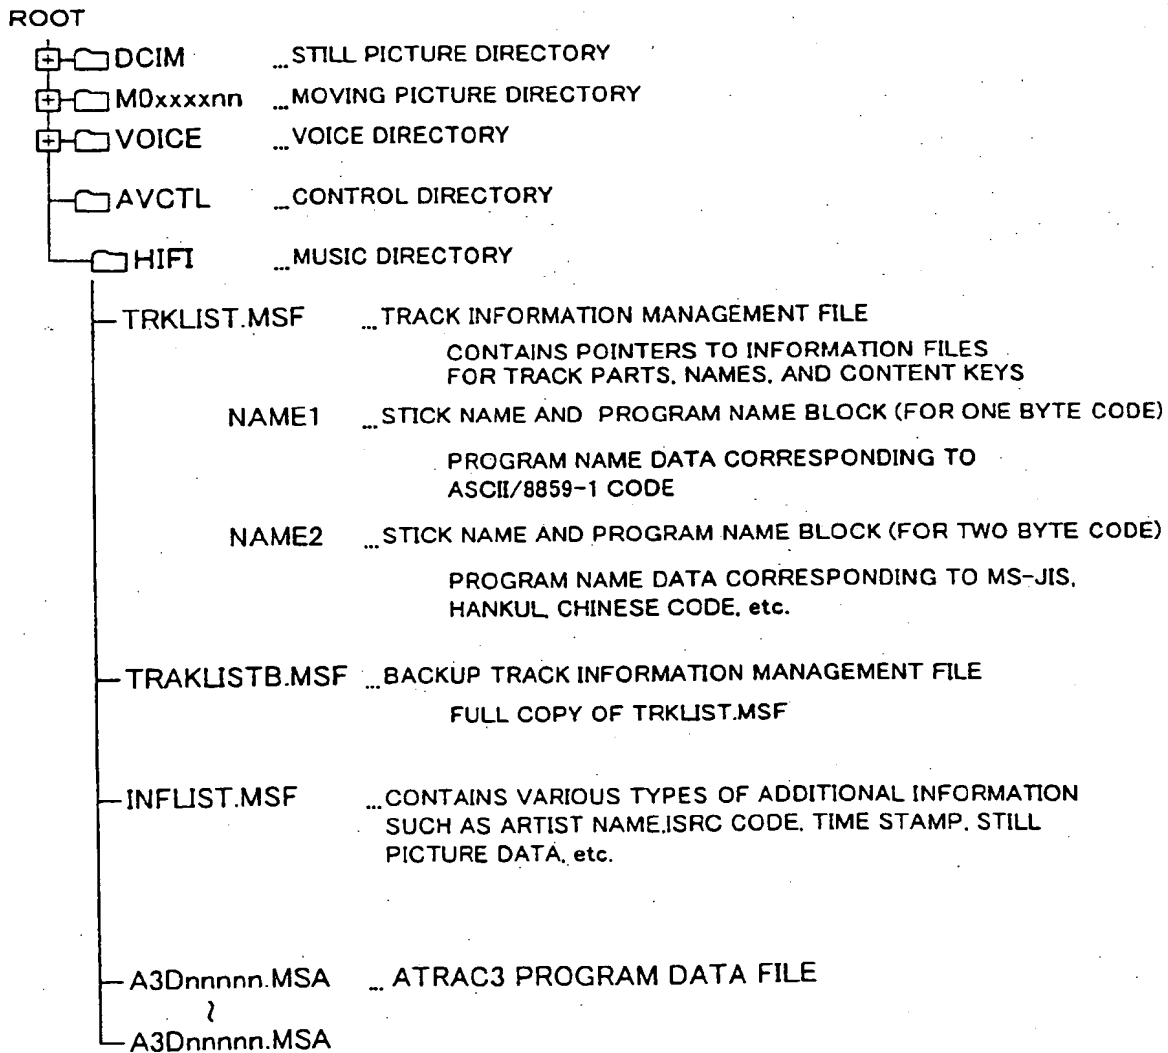 ROOT
DCIM ...STILL PICTURE DIRECTORY
M0xxxxnn ...MOVING PICTURE DIRECTORY
VOICE ...VOICE DIRECTORY
AVCTL ...CONTROL DIRECTORY
HIFI ...MUSIC DIRECTORY
TRKLIST.MSF ...TRACK INFORMATION MANAGEMENT FILE
CONTAINS POINTERS TO INFORMATION FILES
FOR TRACK PARTS, NAMES, AND CONTENT KEYS
NAME1 ...STICK NAME AND PROGRAM NAME BLOCK (FOR ONE BYTE CODE)
PROGRAM NAME DATA CORRESPONDING TO
ASCII/8859-1 CODE
NAME2 ...STICK NAME AND PROGRAM NAME BLOCK (FOR TWO BYTE CODE)
PROGRAM NAME DATA CORRESPONDING TO MS-JIS,
HANKUL, CHINESE CODE, etc.
TRAKLISTB.MSF ...BACKUP TRACK INFORMATION MANAGEMENT FILE
FULL COPY OF TRKLIST.MSF
INFLIST.MSF ...CONTAINS VARIOUS TYPES OF ADDITIONAL INFORMATION
SUCH AS ARTIST NAME,ISRC CODE, TIME STAMP, STILL
PICTURE DATA, etc.
A3Dnnnnn.MSA ... ATRAC3 PROGRAM DATA FILE
A3Dnnnnn.MSA